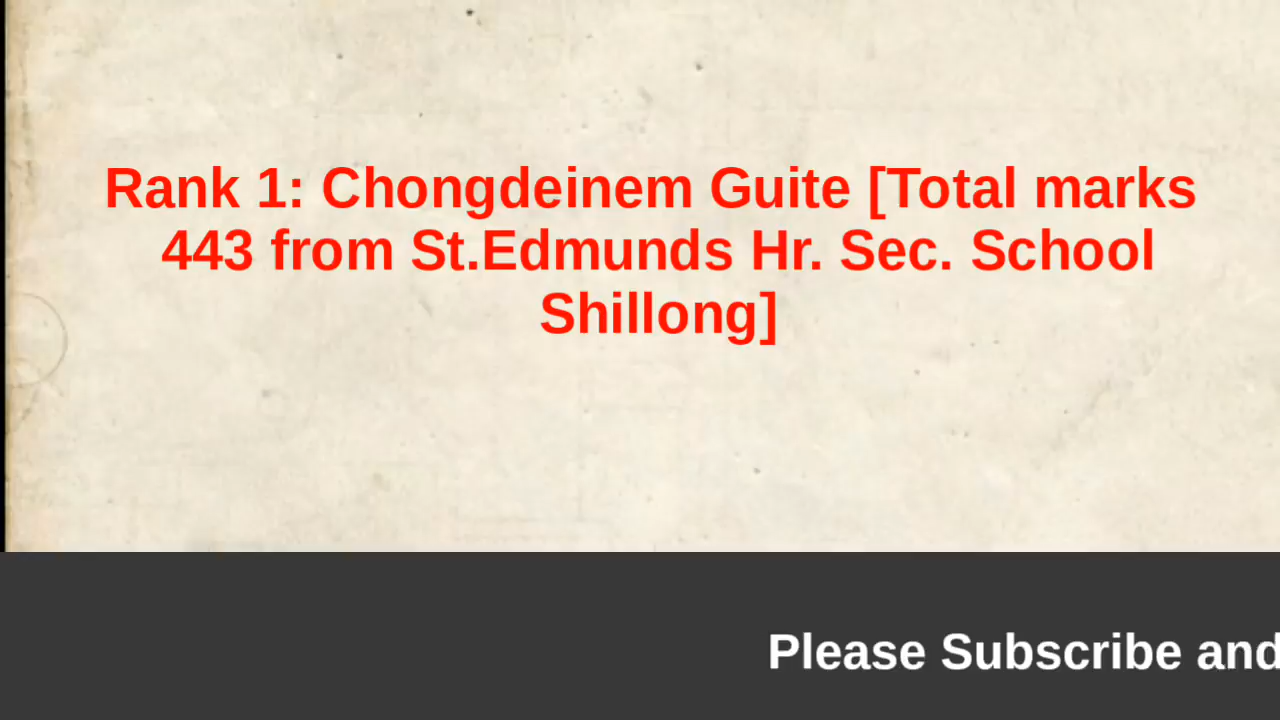 Rank 1: Chongdeinem Guite [Total marks
443 from St.Edmunds Hr. Sec. School
Shillong]
Please Subscribe and